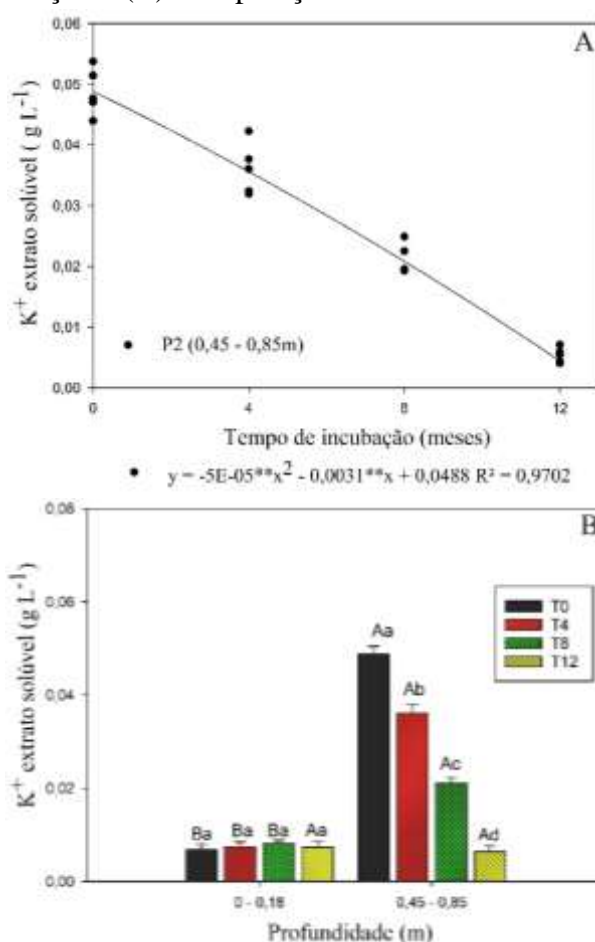 A
0,06
0,05
0,04
0,03
0,02
0,01
0,00
K+ extrato solúvel ( g L-1)
P2 (0,45 - 0,85m)
0 4 8 12
Tempo de incubação (meses)
y = -5E-05**x2 - 0,0031**x + 0,0488 R² = 0,9702
B
0,08
0,06
0,04
0,02
0,00
K+ extrato solúvel (g L-1)
T0
T4
T8
T12
Aa
Ab
Ac
Ba Ba Ba Aa Ad
0 - 0,18 0,45 - 0,85
Profundidade (m)